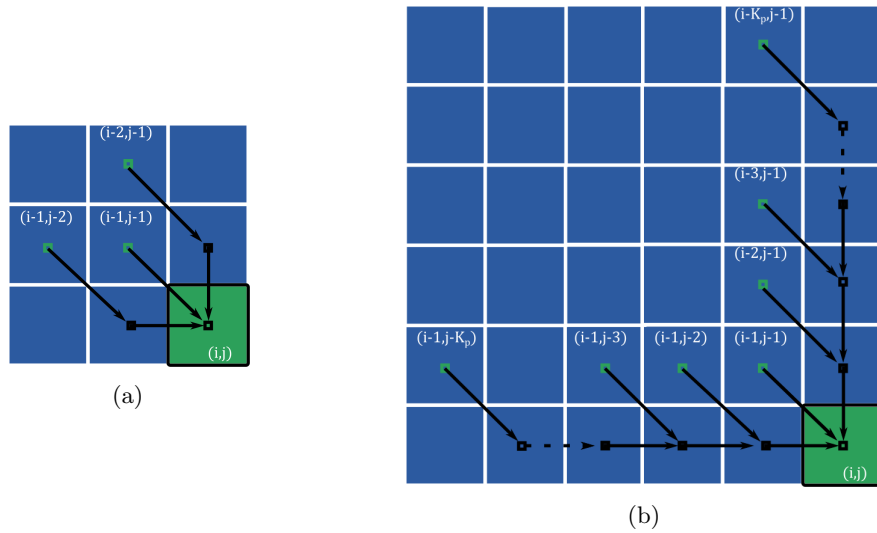 (i-2,j-1)
(i-1,j-2) (i-1,j-1)
(i,j)
(a)
(i-Kₚ,j-1)
(i-3,j-1)
(i-2,j-1)
(i-1,j-Kₚ) (i-1,j-3) (i-1,j-2) (i-1,j-1)
(i,j)
(b)